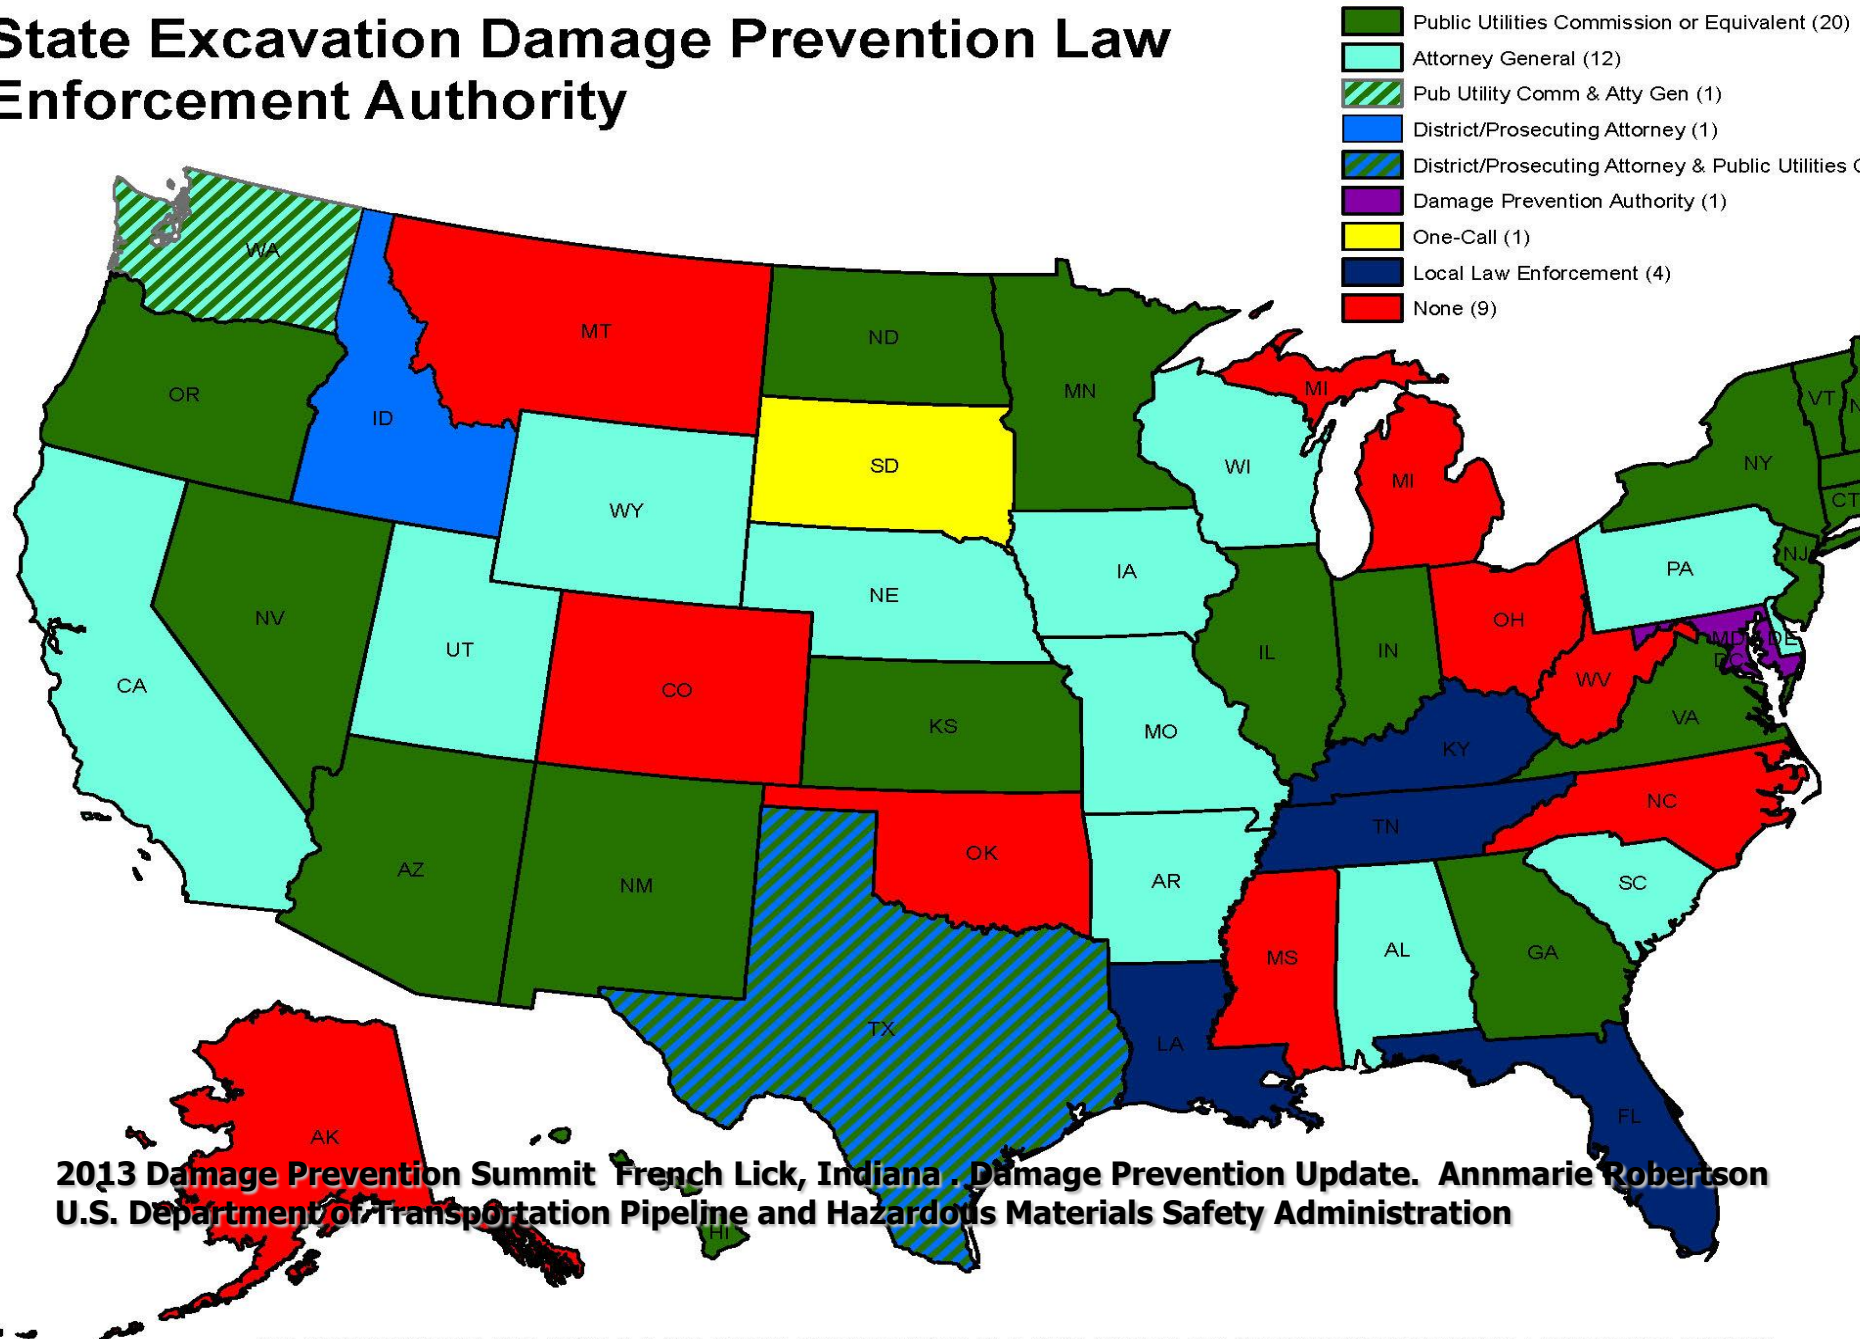 State Excavation Damage Prevention Law
Enforcement Authority
Public Utilities Commission or Equivalent (20)
Attorney General (12)
Pub Utility Comm & Atty Gen (1)
District/Prosecuting Attorney (1)
District/Prosecuting Attorney & Public Utilities
Damage Prevention Authority (1)
One-Call (1)
Local Law Enforcement (4)
None (9)
WA
MT
ND
MN
OR
ID
MI
VT
SD
WI
MI
NY
CT
WY
IA
PA
NJ
NE
NV
UT
OH
MD
DE
DC
IL
IN
CA
CO
WV
KS
MO
KY
VA
NC
TN
OK
AZ
NM
AR
SC
MS
AL
GA
TX
LA
FL
AK
2013 Damage Prevention Summit French Lick, Indiana . Damage Prevention Update. Annmarie Robertson
U.S. Department of Transportation Pipeline and Hazardous Materials Safety Administration
HI